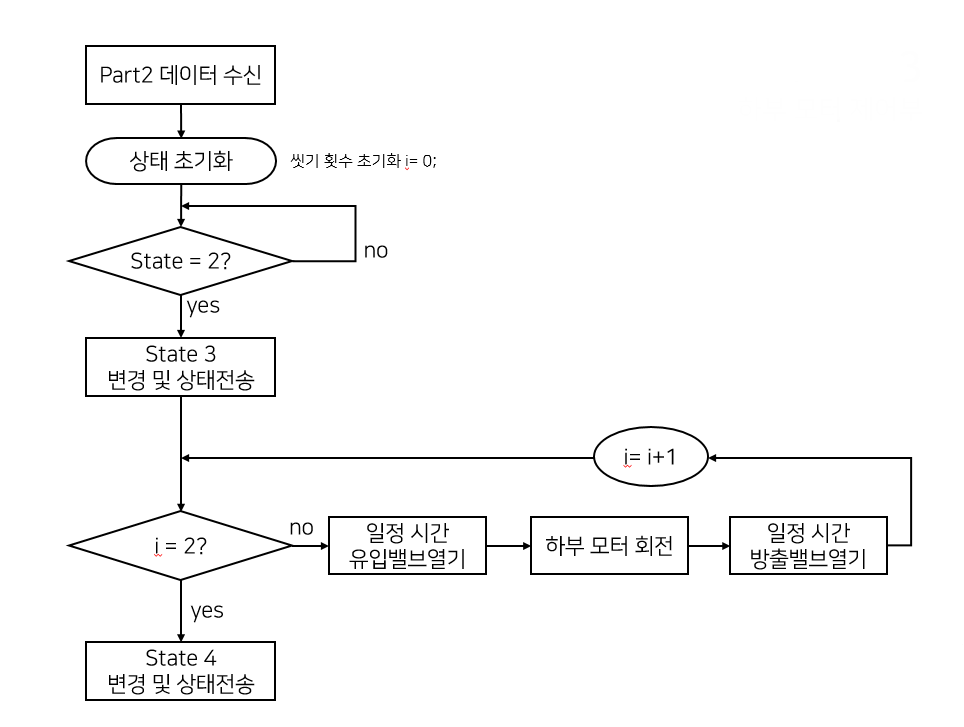 Part2 데이터 수신
상태 초기화
씻기 횟수 초기화 i= 0;
State = 2?
no
yes
State 3
변경 및 상태전송
i= i+1
i = 2?
no
일정 시간
유입밸브열기
하부 모터 회전
일정 시간
방출밸브열기
yes
State 4
변경 및 상태전송